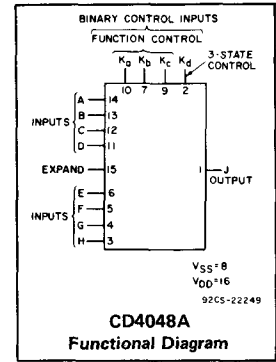 BINARY CONTROL INPUTS
FUNCTION CONTROL
Ka Kb Kc Kd
3-STATE
CONTROL
10 7 9 2
A 14
B 13
C 12
D 11
INPUTS
EXPAND 15
1 J
OUTPUT
E 6
F 5
G 4
H 3
INPUTS
VSS=8
VDD=16
92CS-22249
CD4048A
Functional Diagram